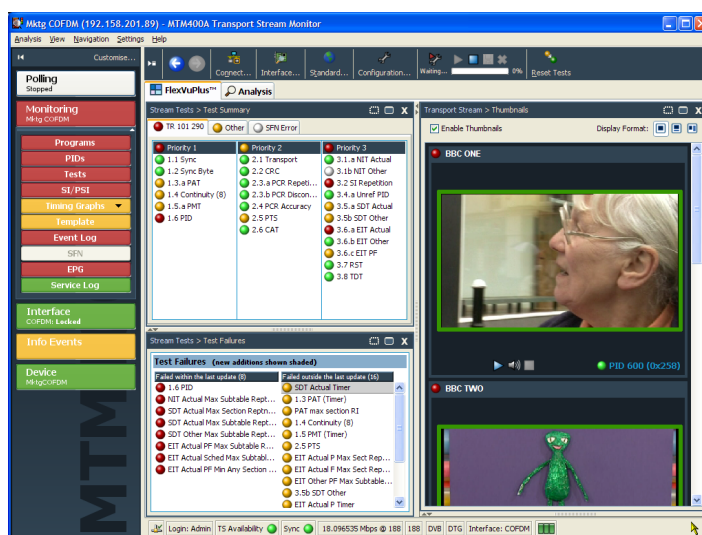 Mktg COFDM (192.158.201.89) - MTM400A Transport Stream Monitor
Analysis View Navigation Settings Help
Customise...
Connect... Interface... Standard... Configuration... Waiting... 0% Reset Tests
Polling
Stopped
Monitoring
Mktg COFDM
Programs
PIDs
Tests
SI/PSI
Timing Graphs
Template
Event Log
SFN
EPG
Service Log
Interface
COFDM: Locked
Info Events
Device
MktgCOFDM
MTM
FlexVuPlus™ Analysis
Stream Tests > Test Summary
TR 101 290 Other SFN Error
Priority 1
1.1 Sync
1.2 Sync Byte
1.3.a PAT
1.4 Continuity (8)
1.5.a PMT
1.6 PID
Priority 2
2.1 Transport
2.2 CRC
2.3.a PCR Repeti...
2.3.b PCR Discon...
2.4 PCR Accuracy
2.5 PTS
2.6 CAT
Priority 3
3.1.a NIT Actual
3.1b NIT Other
3.2 SI Repetition
3.4.a Unref PID
3.5.a SDT Actual
3.5b SDT Other
3.6.a EIT Actual
3.6.b EIT Other
3.6.c EIT PF
3.7 RST
3.8 TDT
Stream Tests > Test Failures
Test Failures (new additions shown shaded)
Failed within the last update (8)
1.6 PID
NIT Actual Max Subtable Rept...
SDT Actual Max Section Reptn...
SDT Actual Max Subtable Rept...
SDT Other Max Subtable Rept...
EIT Actual PF Max Subtable R...
EIT Actual Sched Max Subtabl...
EIT Actual PF Min Any Section ...
Failed outside the last update (16)
SDT Actual Timer
1.3 PAT (Timer)
PAT max section RI
1.4 Continuity (8)
1.5 PMT (Timer)
2.5 PTS
EIT Actual P Max Sect Rep...
EIT Actual F Max Sect Rep...
EIT Other PF Max Subtable...
3.5b SDT Other
EIT Actual P Timer
Transport Stream > Thumbnails
Enable Thumbnails Display Format:
BBC ONE
PID 600 (0x258)
BBC TWO
Login: Admin TS Availability Sync 18.096535 Mbps @ 188 188 DVB DTG Interface: COFDM